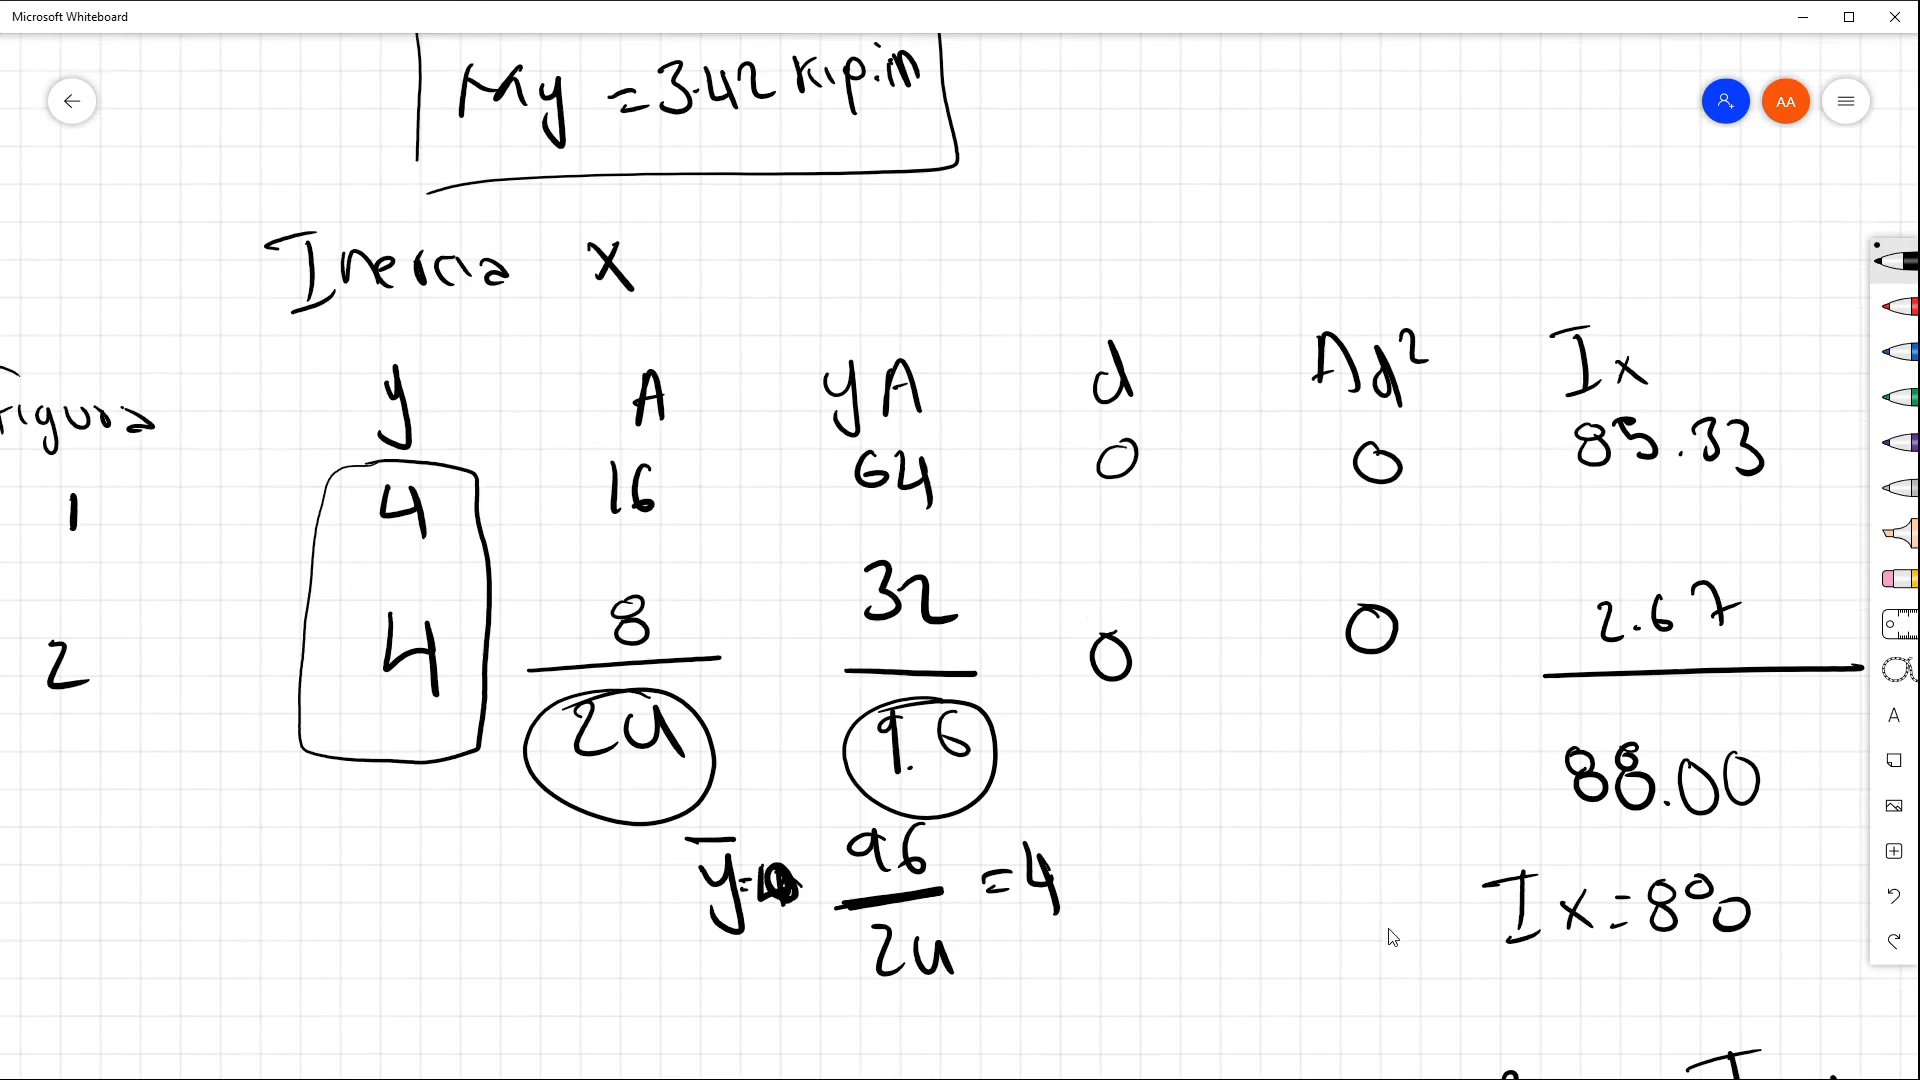 Microsoft Whiteboard
My = 3.42 Kip.in
AA
Inercia x
Figura y A yA d Ad² Ix
1 4 16 64 0 0 85.33
2 4 8 32 0 0 2.67
24 96 88.00
ȳ = 96/24 = 4
Ix = 88
A